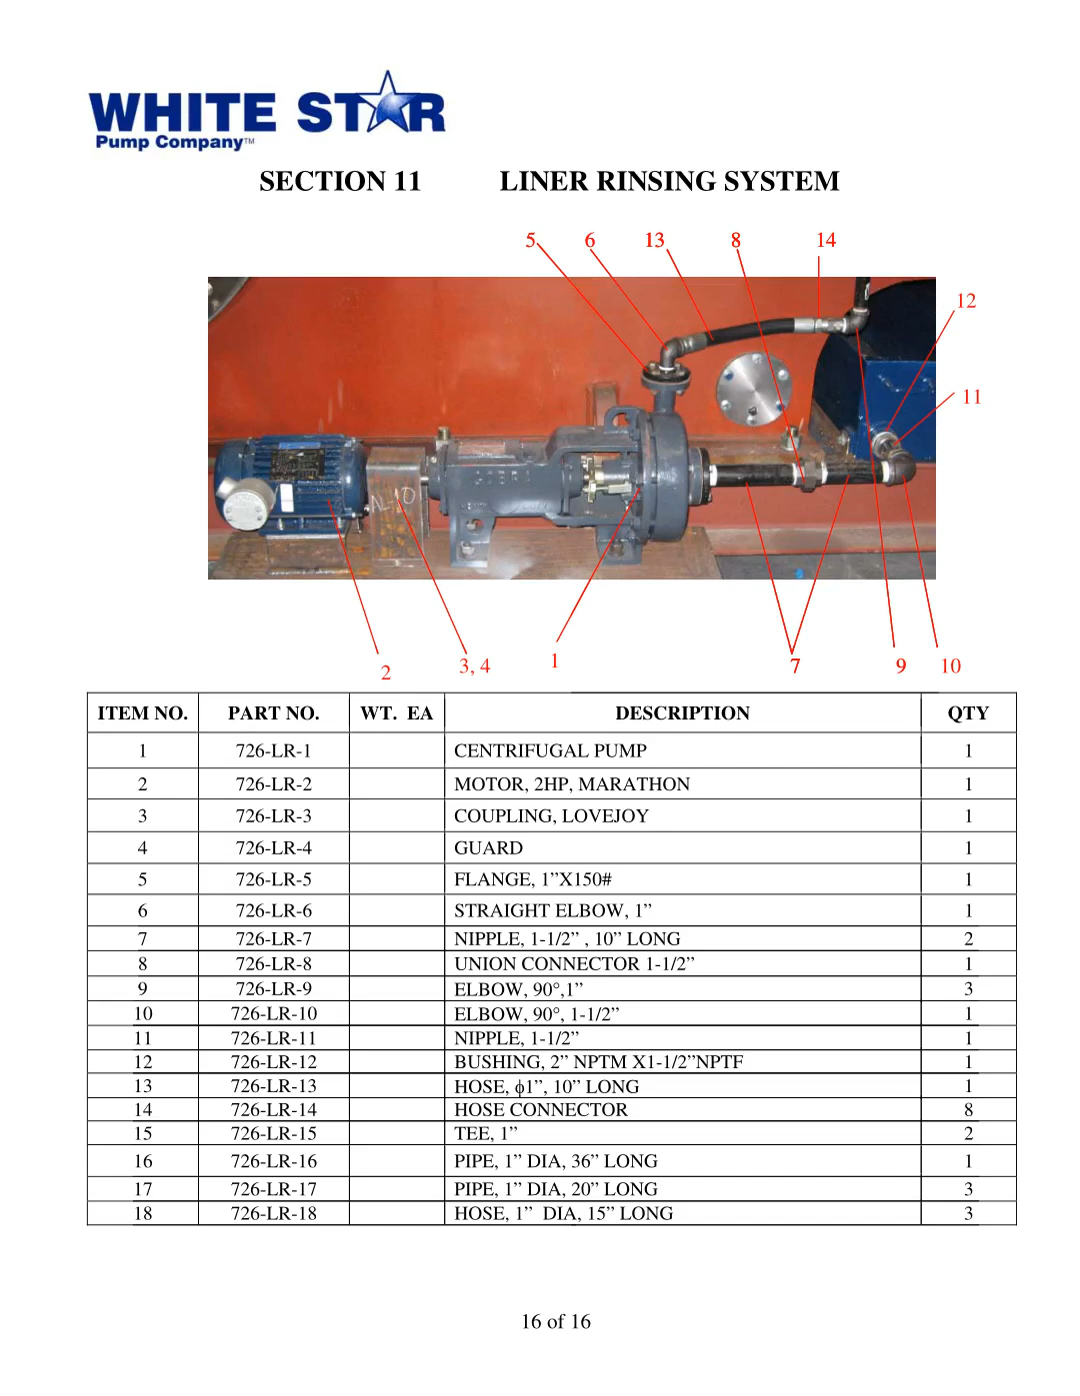 WHITE STAR
Pump Company™
SECTION 11 LINER RINSING SYSTEM
5 6 13 8 14
12
11
2 3, 4 1 7 9 10
ITEM NO. PART NO. WT. EA DESCRIPTION QTY
1 726-LR-1 CENTRIFUGAL PUMP 1
2 726-LR-2 MOTOR, 2HP, MARATHON 1
3 726-LR-3 COUPLING, LOVEJOY 1
4 726-LR-4 GUARD 1
5 726-LR-5 FLANGE, 1”X150# 1
6 726-LR-6 STRAIGHT ELBOW, 1” 1
7 726-LR-7 NIPPLE, 1-1/2” , 10” LONG 2
8 726-LR-8 UNION CONNECTOR 1-1/2” 1
9 726-LR-9 ELBOW, 90°,1” 3
10 726-LR-10 ELBOW, 90°, 1-1/2” 1
11 726-LR-11 NIPPLE, 1-1/2” 1
12 726-LR-12 BUSHING, 2” NPTM X1-1/2”NPTF 1
13 726-LR-13 HOSE, ϕ1”, 10” LONG 1
14 726-LR-14 HOSE CONNECTOR 8
15 726-LR-15 TEE, 1” 2
16 726-LR-16 PIPE, 1” DIA, 36” LONG 1
17 726-LR-17 PIPE, 1” DIA, 20” LONG 3
18 726-LR-18 HOSE, 1” DIA, 15” LONG 3
16 of 16